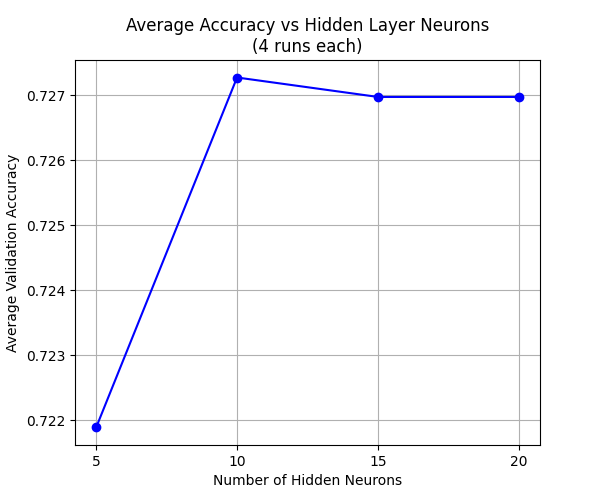 Average Accuracy vs Hidden Layer Neurons
(4 runs each)
0.727
0.726
0.725
0.724
0.723
0.722
Average Validation Accuracy
5 10 15 20
Number of Hidden Neurons